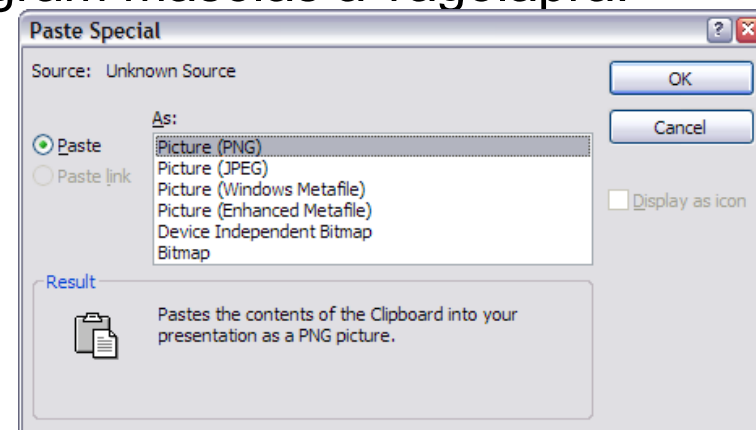 másolás a vágólapra.
Paste Special
Source: Unknown Source
As:
Paste
Paste link
Picture (PNG)
Picture (JPEG)
Picture (Windows Metafile)
Picture (Enhanced Metafile)
Device Independent Bitmap
Bitmap
OK
Cancel
Display as icon
Result
Pastes the contents of the Clipboard into your
presentation as a PNG picture.